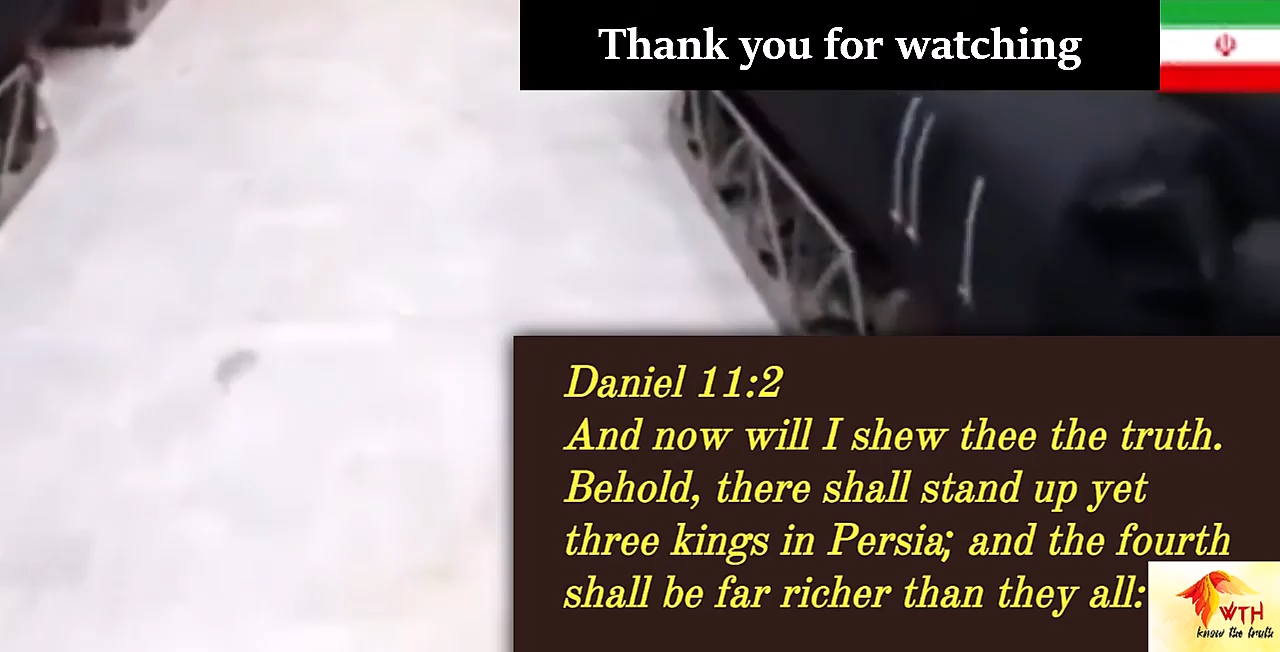 Thank you for watching
Daniel 11:2
And now will I shew thee the truth.
Behold, there shall stand up yet
three kings in Persia; and the fourth
shall be far richer than they all:
WTH
know the truth